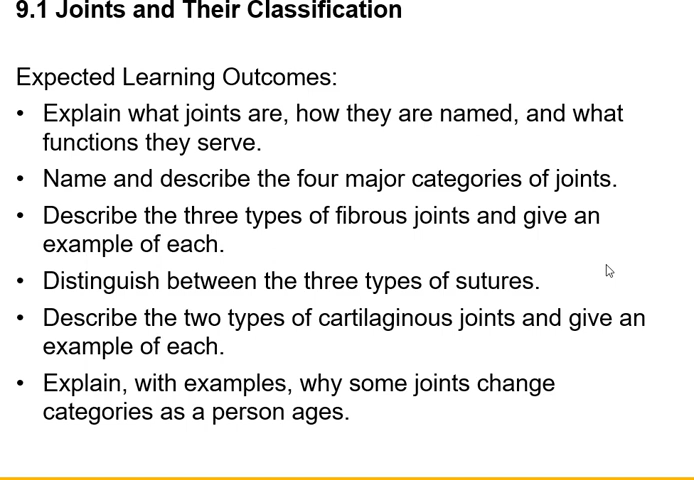 9.1 Joints and Their Classification
Expected Learning Outcomes:
• Explain what joints are, how they are named, and what
functions they serve.
• Name and describe the four major categories of joints.
• Describe the three types of fibrous joints and give an
example of each.
• Distinguish between the three types of sutures.
• Describe the two types of cartilaginous joints and give an
example of each.
• Explain, with examples, why some joints change
categories as a person ages.